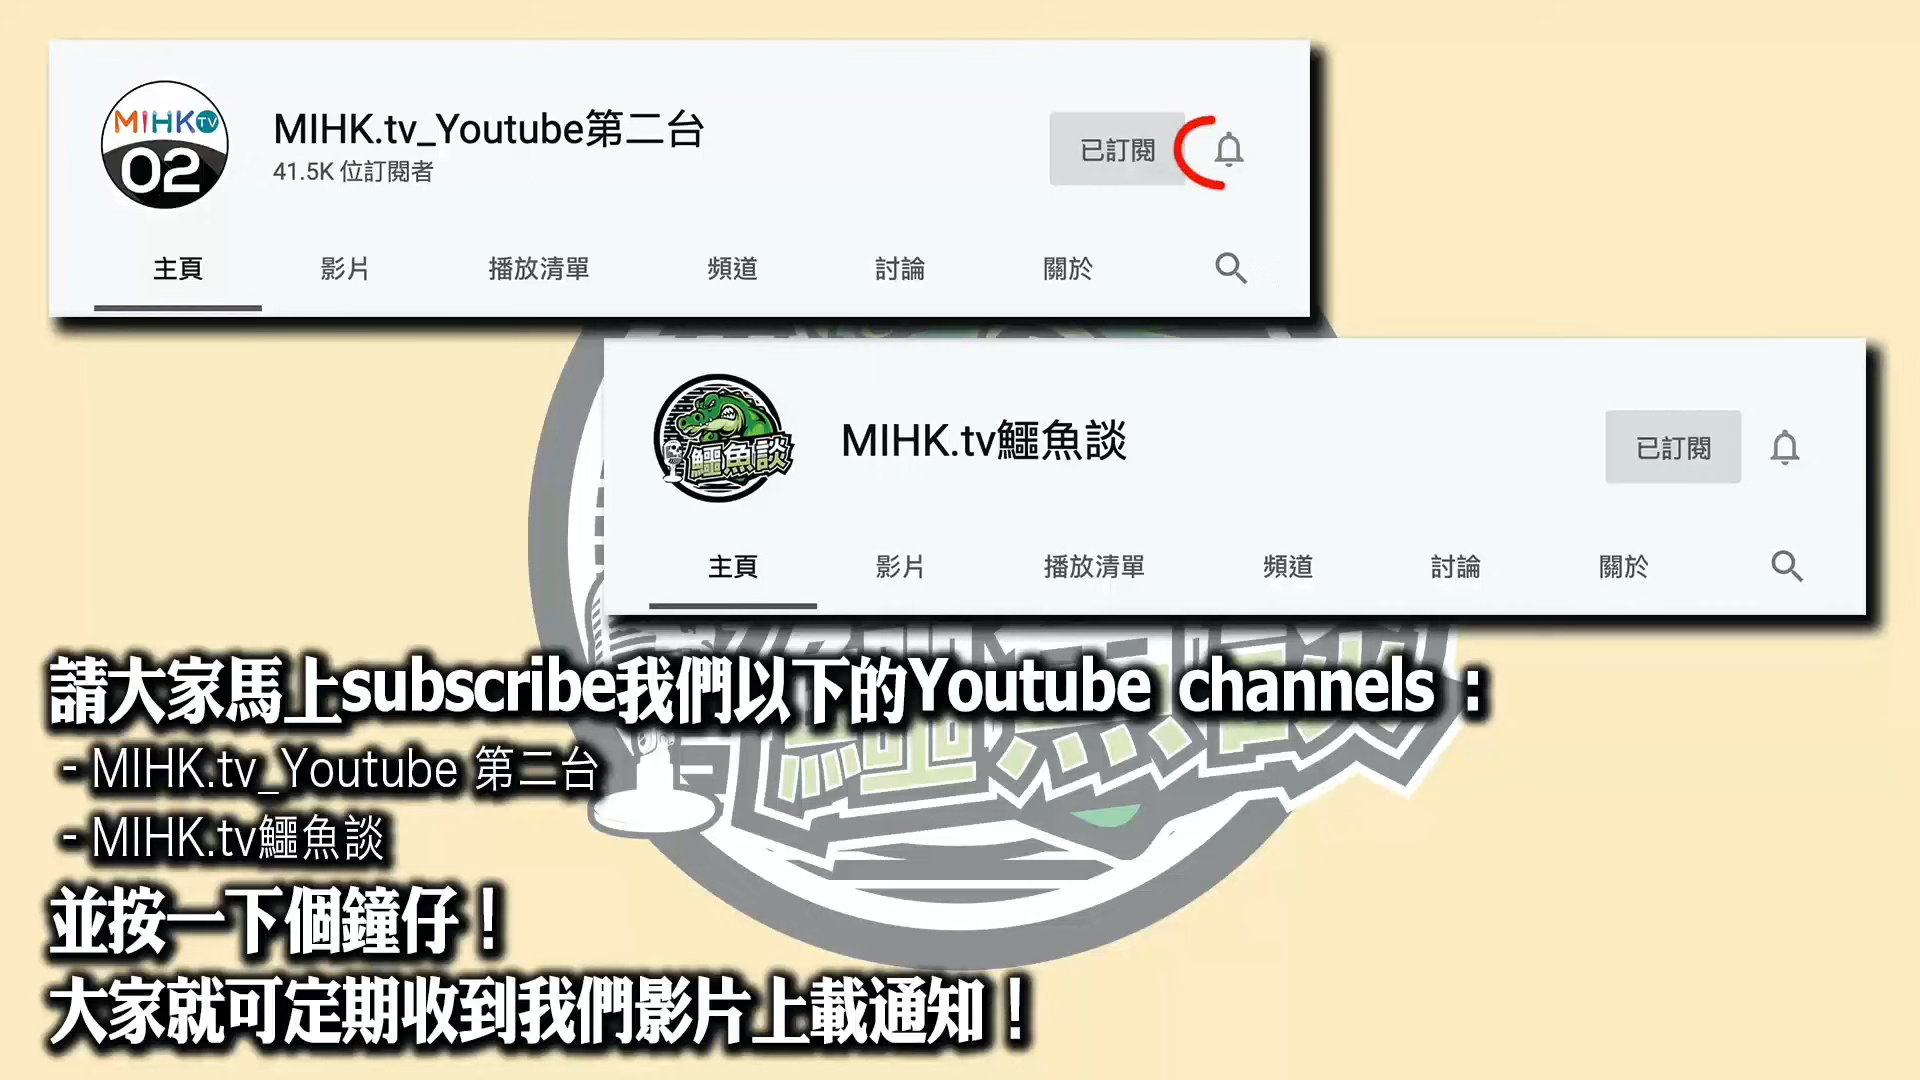 MIHKTV
02
MIHK.tv_Youtube第二台
41.5K 位訂閱者
已訂閱
主頁 影片 播放清單 頻道 討論 關於
鱷魚談
MIHK.tv鱷魚談
已訂閱
主頁 影片 播放清單 頻道 討論 關於
請大家馬上subscribe我們以下的Youtube channels：
- MIHK.tv_Youtube 第二台
- MIHK.tv鱷魚談
並按一下個鐘仔！
大家就可定期收到我們影片上載通知！
鱷魚談